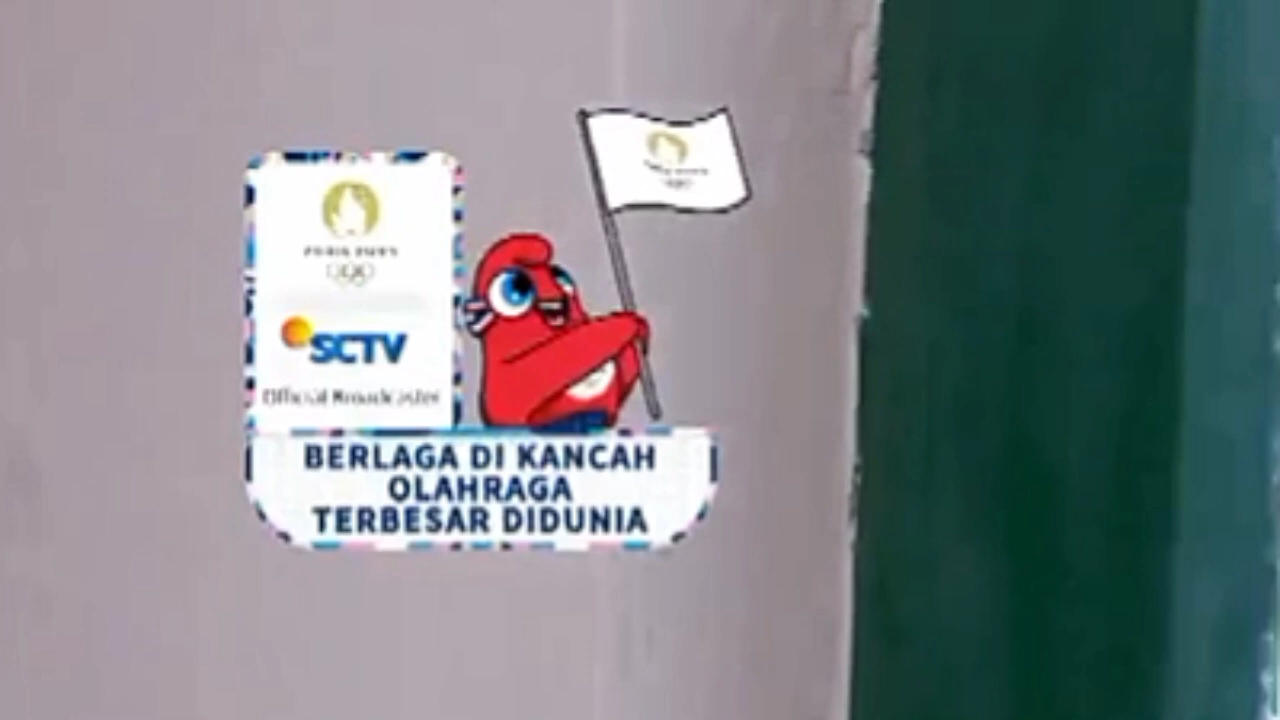 PARIS 2024
SCTV
Official Broadcaster
BERLAGA DI KANCAH
OLAHRAGA
TERBESAR DIDUNIA